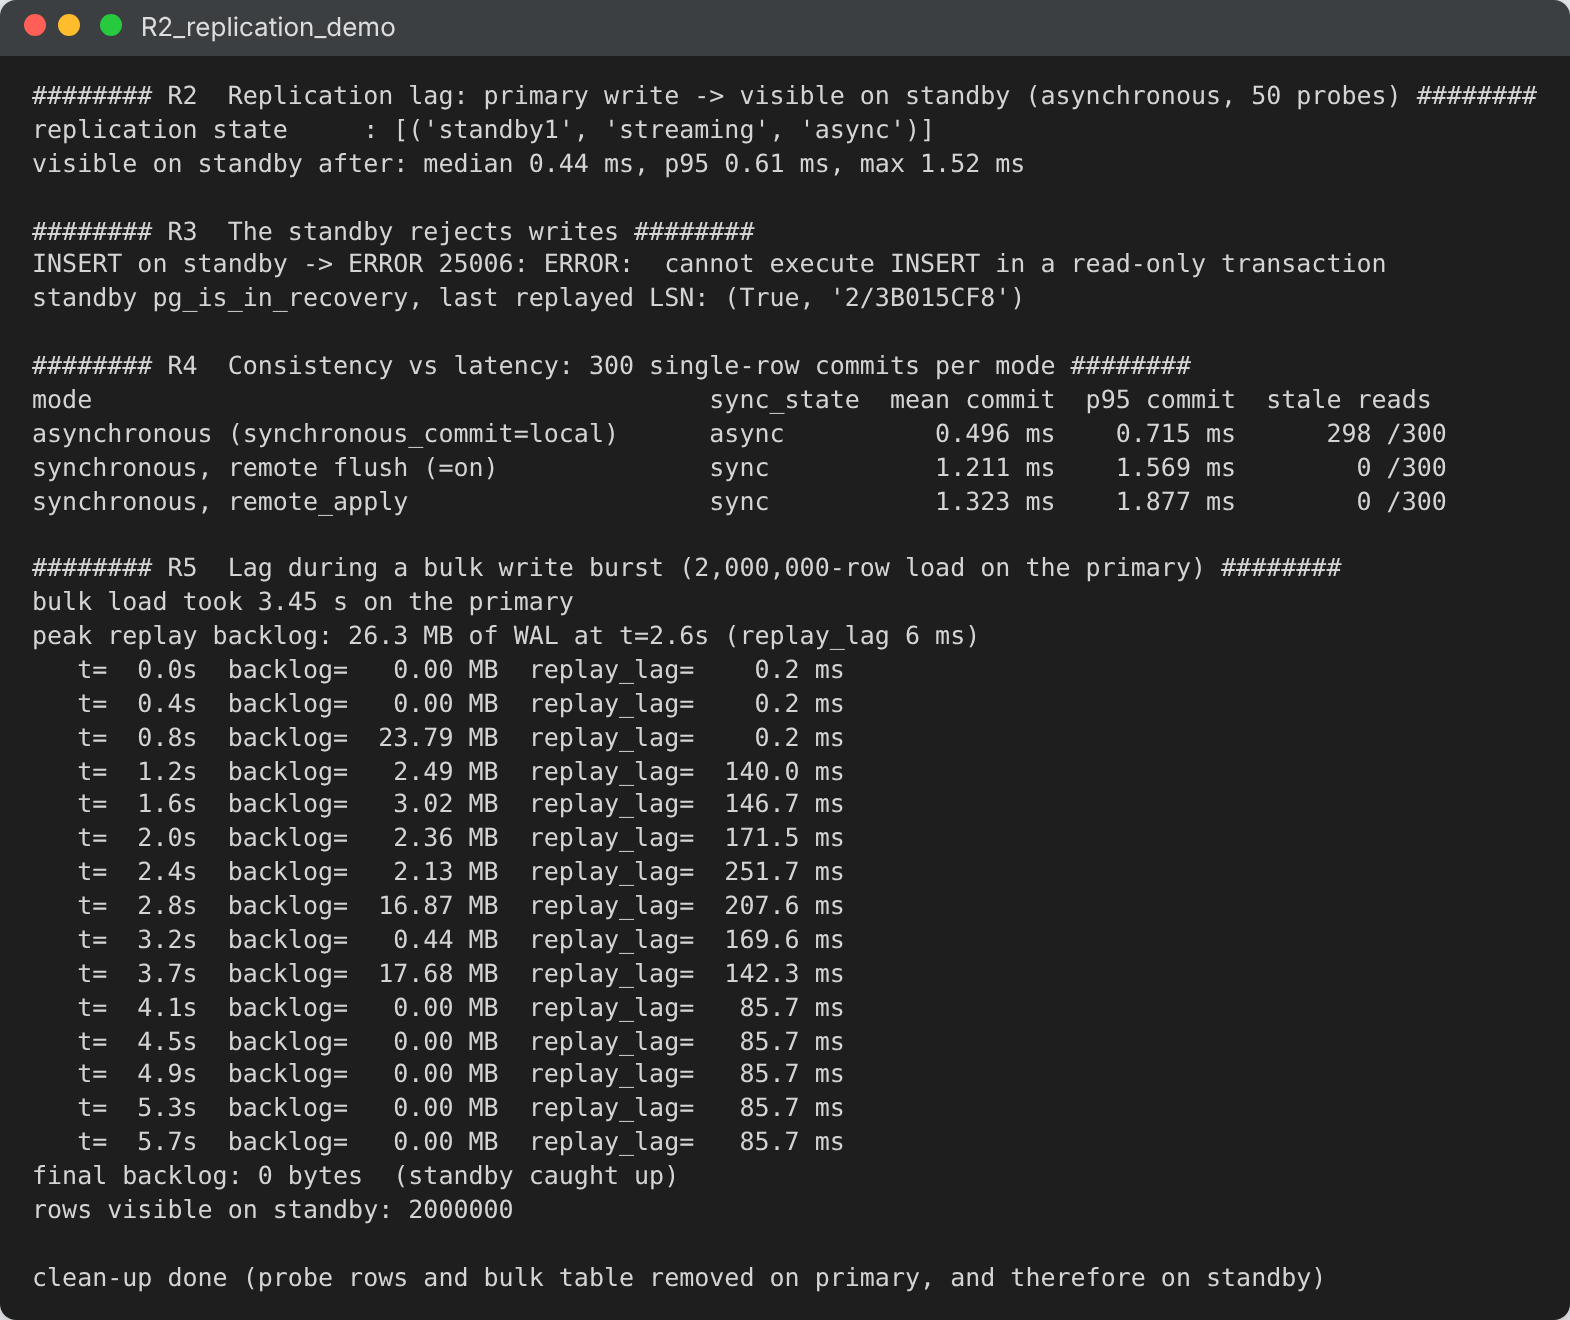 R2_replication_demo
######## R2  Replication lag: primary write -> visible on standby (asynchronous, 50 probes) ########
replication state     : [('standby1', 'streaming', 'async')]
visible on standby after: median 0.44 ms, p95 0.61 ms, max 1.52 ms
######## R3  The standby rejects writes ########
INSERT on standby -> ERROR 25006: ERROR:  cannot execute INSERT in a read-only transaction
standby pg_is_in_recovery, last replayed LSN: (True, '2/3B015CF8')
######## R4  Consistency vs latency: 300 single-row commits per mode ########
mode                                         sync_state  mean commit  p95 commit  stale reads
asynchronous (synchronous_commit=local)      async          0.496 ms    0.715 ms      298 /300
synchronous, remote flush (=on)              sync           1.211 ms    1.569 ms        0 /300
synchronous, remote_apply                    sync           1.323 ms    1.877 ms        0 /300
######## R5  Lag during a bulk write burst (2,000,000-row load on the primary) ########
bulk load took 3.45 s on the primary
peak replay backlog: 26.3 MB of WAL at t=2.6s (replay_lag 6 ms)
   t=  0.0s  backlog=   0.00 MB  replay_lag=    0.2 ms
   t=  0.4s  backlog=   0.00 MB  replay_lag=    0.2 ms
   t=  0.8s  backlog=  23.79 MB  replay_lag=    0.2 ms
   t=  1.2s  backlog=   2.49 MB  replay_lag=  140.0 ms
   t=  1.6s  backlog=   3.02 MB  replay_lag=  146.7 ms
   t=  2.0s  backlog=   2.36 MB  replay_lag=  171.5 ms
   t=  2.4s  backlog=   2.13 MB  replay_lag=  251.7 ms
   t=  2.8s  backlog=  16.87 MB  replay_lag=  207.6 ms
   t=  3.2s  backlog=   0.44 MB  replay_lag=  169.6 ms
   t=  3.7s  backlog=  17.68 MB  replay_lag=  142.3 ms
   t=  4.1s  backlog=   0.00 MB  replay_lag=   85.7 ms
   t=  4.5s  backlog=   0.00 MB  replay_lag=   85.7 ms
   t=  4.9s  backlog=   0.00 MB  replay_lag=   85.7 ms
   t=  5.3s  backlog=   0.00 MB  replay_lag=   85.7 ms
   t=  5.7s  backlog=   0.00 MB  replay_lag=   85.7 ms
final backlog: 0 bytes  (standby caught up)
rows visible on standby: 2000000
clean-up done (probe rows and bulk table removed on primary, and therefore on standby)